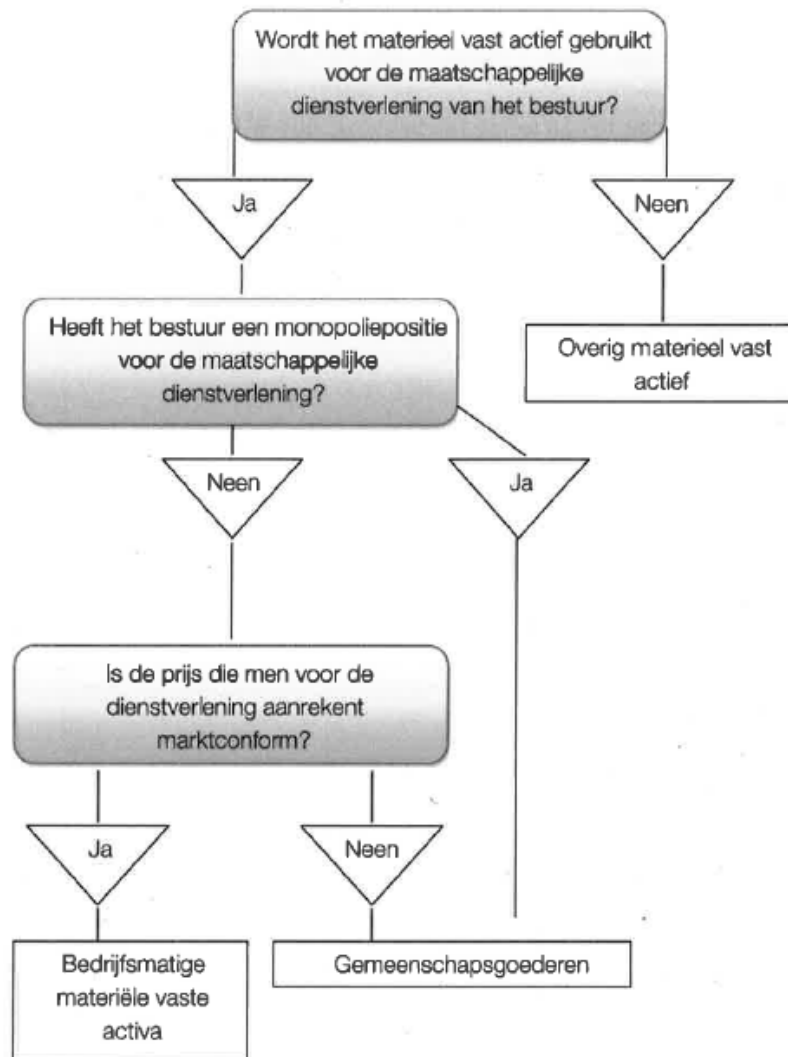 Wordt het materieel vast actief gebruikt
voor de maatschappelijke
dienstverlening van het bestuur?
Ja
Neen
Heeft het bestuur een monopoliepositie
voor de maatschappelijke
dienstverlening?
Overig materieel vast
actief
Neen
Ja
Is de prijs die men voor de
dienstverlening aanrekent
marktconform?
Ja
Neen
Bedrijfsmatige
materiële vaste
activa
Gemeenschapsgoederen